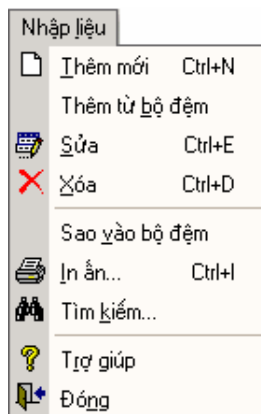 Nhập liệu
Thêm mới Ctrl+N
Thêm từ bộ đệm
Sửa Ctrl+E
Xóa Ctrl+D
Sao vào bộ đệm
In ấn... Ctrl+I
Tìm kiếm...
Trợ giúp
Đóng